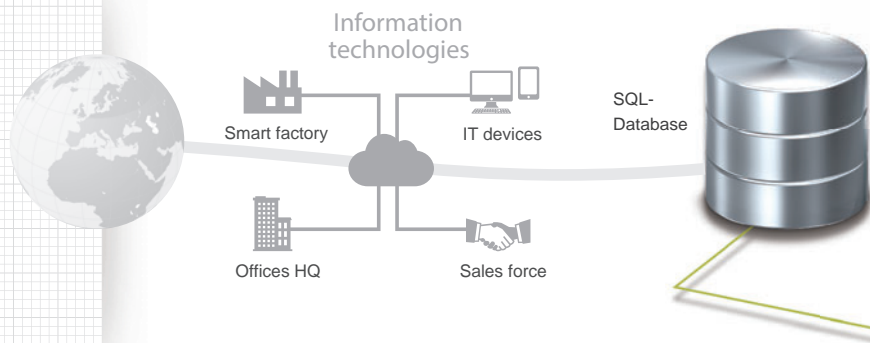 Information
technologies
Smart factory
IT devices
SQL-
Database
Offices HQ
Sales force